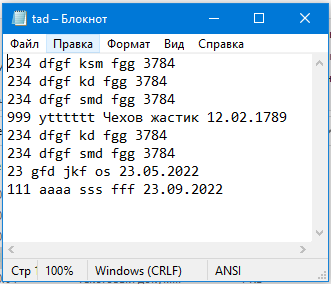 tad – Блокнот
Файл Правка Формат Вид Справка
234 dfgf ksm fgg 3784
234 dfgf kd fgg 3784
234 dfgf smd fgg 3784
999 ytttttt Чехов жастик 12.02.1789
234 dfgf kd fgg 3784
234 dfgf smd fgg 3784
23 gfd jkf os 23.05.2022
111 aaaa sss fff 23.09.2022
Стр 100% Windows (CRLF) ANSI